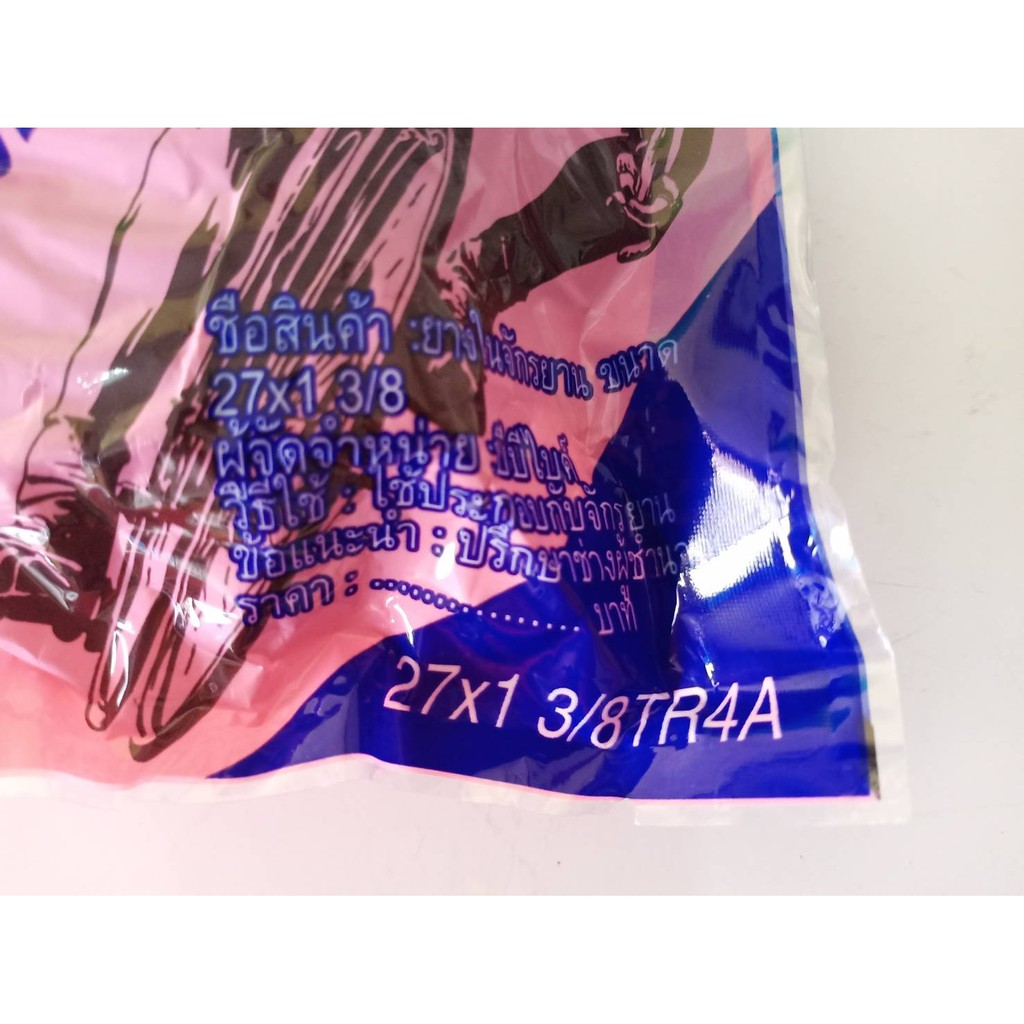 ชื่อสินค้า :ยางในจักรยาน ขนาด
27x1 3/8
ผู้จัดจำหน่าย
วิธีใช้ : ใช้ประกอบกับจักรยาน
ข้อแนะนำ : ปรึกษาช่างผู้ชำนาญ
ราคา : .......................... บาท
27x1 3/8TR4A